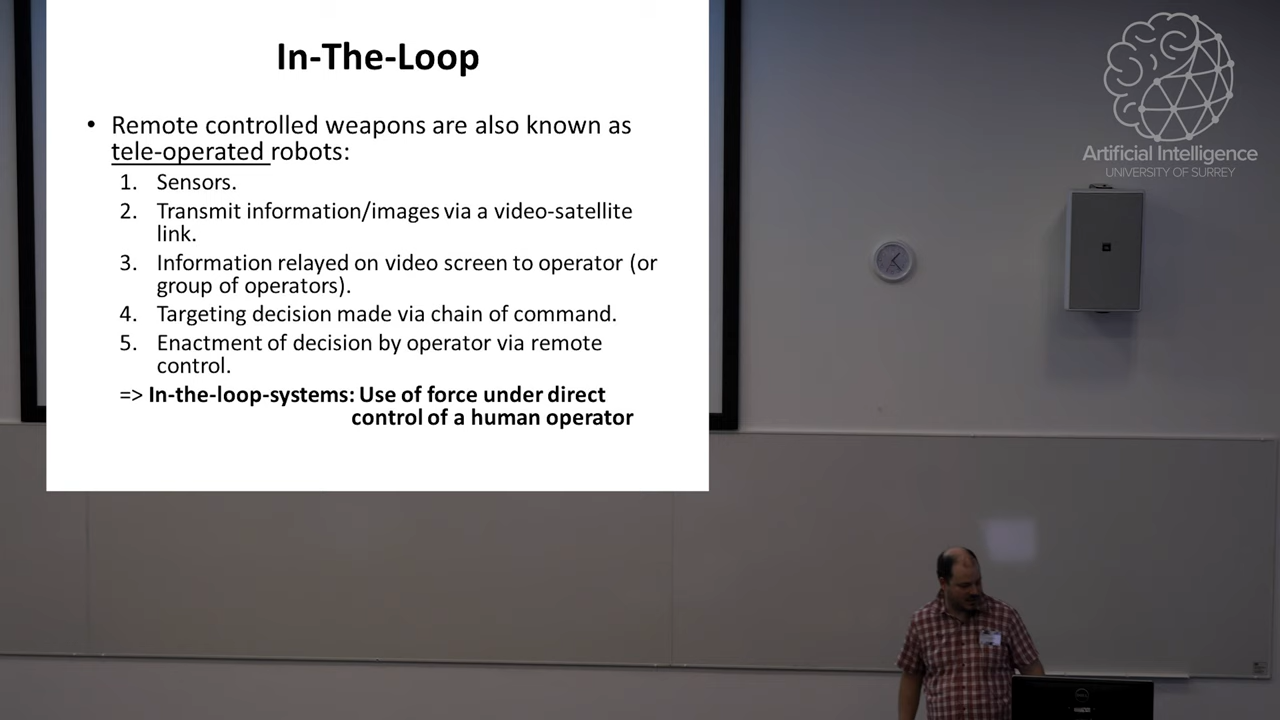 In-The-Loop
• Remote controlled weapons are also known as
tele-operated robots:
1. Sensors.
2. Transmit information/images via a video-satellite
link.
3. Information relayed on video screen to operator (or
group of operators).
4. Targeting decision made via chain of command.
5. Enactment of decision by operator via remote
control.
=> In-the-loop-systems: Use of force under direct
control of a human operator
Artificial Intelligence
UNIVERSITY OF SURREY